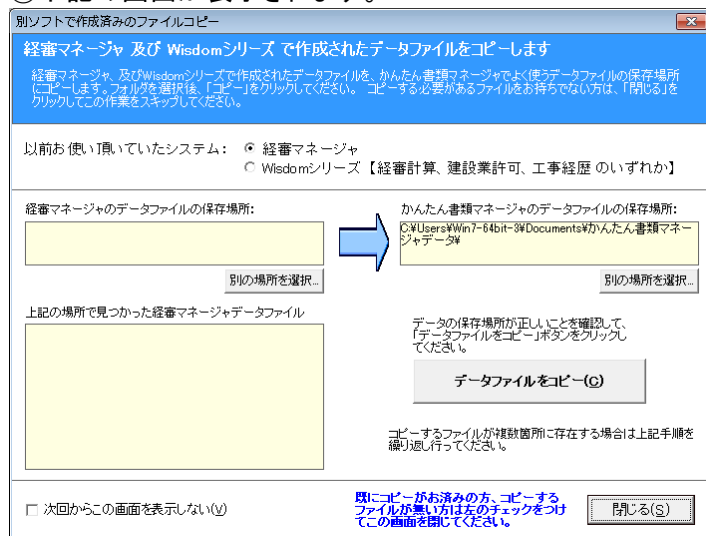 別ソフトで作成済みのファイルコピー
経審マネージャ 及び Wisdomシリーズ で作成されたデータファイルをコピーします
経審マネージャ、及びWisdomシリーズで作成されたデータファイルを、かんたん書類マネージャでよく使うデータファイルの保存場所
にコピーします。フォルダを選択後、「コピー」をクリックしてください。 コピーする必要があるファイルをお持ちでない方は、「閉じる」を
クリックしてこの作業をスキップしてください。
以前お使い頂いていたシステム: 経審マネージャ
Wisdomシリーズ【経審計算、建設業許可、工事経歴 のいずれか】
経審マネージャのデータファイルの保存場所:
かんたん書類マネージャのデータファイルの保存場所:
C:¥Users¥Win7-64bit-3¥Documents¥かんたん書類マネー
ジャデータ¥
別の場所を選択...
別の場所を選択...
上記の場所で見つかった経審マネージャデータファイル
データの保存場所が正しいことを確認して、
「データファイルをコピー」ボタンをクリックし
てください。
データファイルをコピー(C)
コピーするファイルが複数箇所に存在する場合は上記手順を
繰り返し行ってください。
次回からこの画面を表示しない(V)
既にコピーがお済みの方、コピーする
ファイルが無い方は左のチェックをつけ
てこの画面を閉じてください。
閉じる(S)